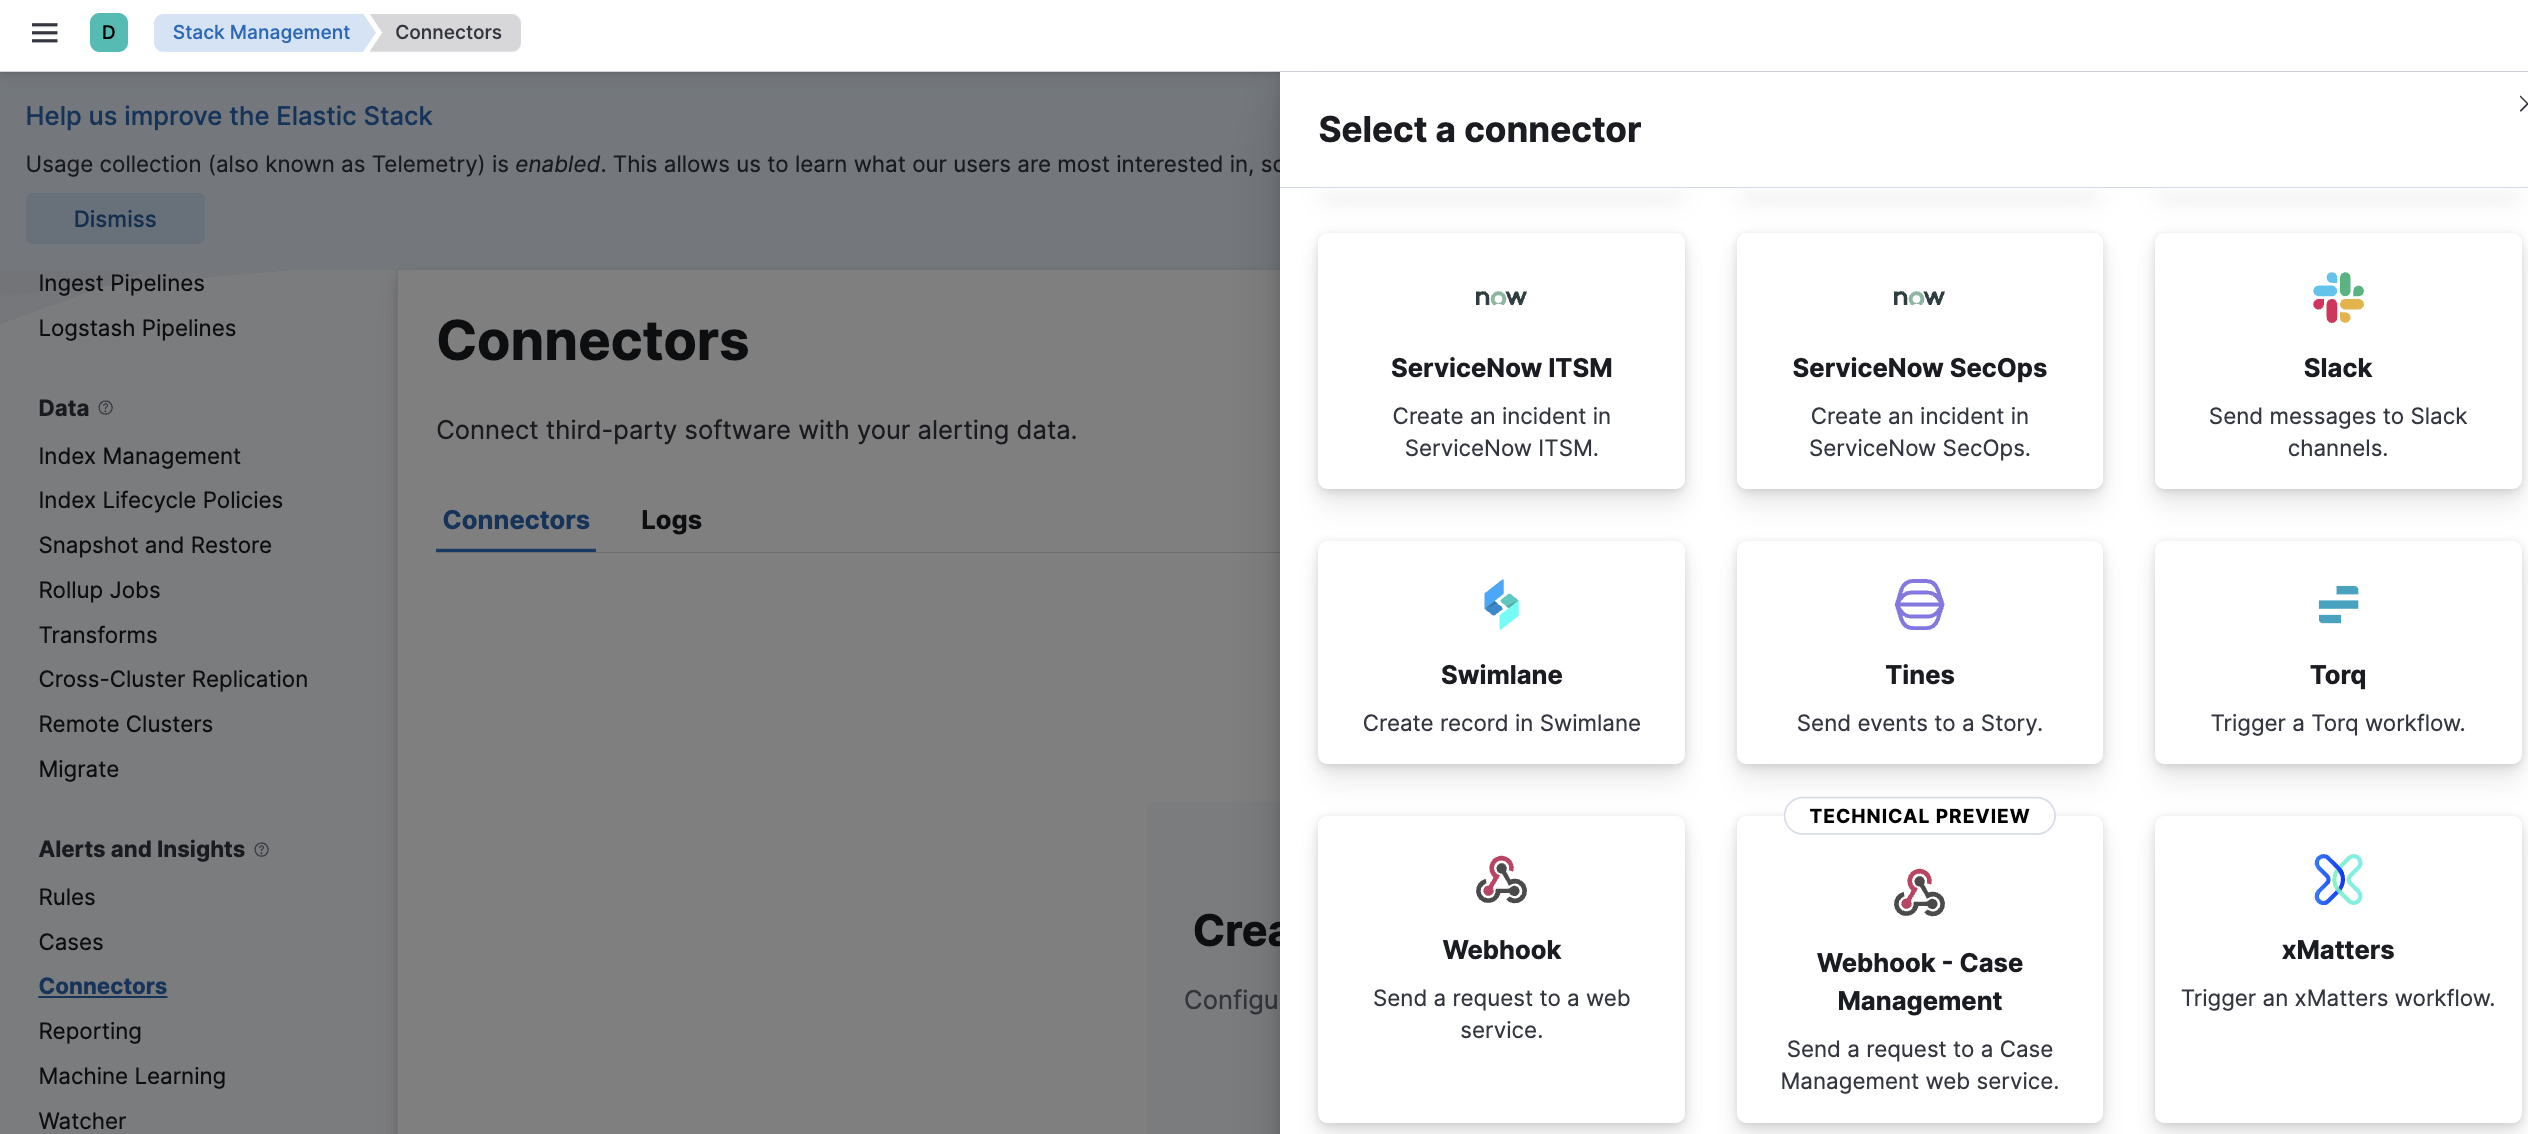 D
Stack Management
Connectors
Help us improve the Elastic Stack
Usage collection (also known as Telemetry) is enabled. This allows us to learn what our users are most interested in, so
Dismiss
Ingest Pipelines
Logstash Pipelines
Data
Index Management
Index Lifecycle Policies
Snapshot and Restore
Rollup Jobs
Transforms
Cross-Cluster Replication
Remote Clusters
Migrate
Alerts and Insights
Rules
Cases
Connectors
Reporting
Machine Learning
Watcher
Connectors
Connect third-party software with your alerting data.
Connectors
Logs
Crea
Configu
Select a connector
now
ServiceNow ITSM
Create an incident in
ServiceNow ITSM.
now
ServiceNow SecOps
Create an incident in
ServiceNow SecOps.
Slack
Send messages to Slack
channels.
Swimlane
Create record in Swimlane
Tines
Send events to a Story.
Torq
Trigger a Torq workflow.
Webhook
Send a request to a web
service.
TECHNICAL PREVIEW
Webhook - Case
Management
Send a request to a Case
Management web service.
xMatters
Trigger an xMatters workflow.